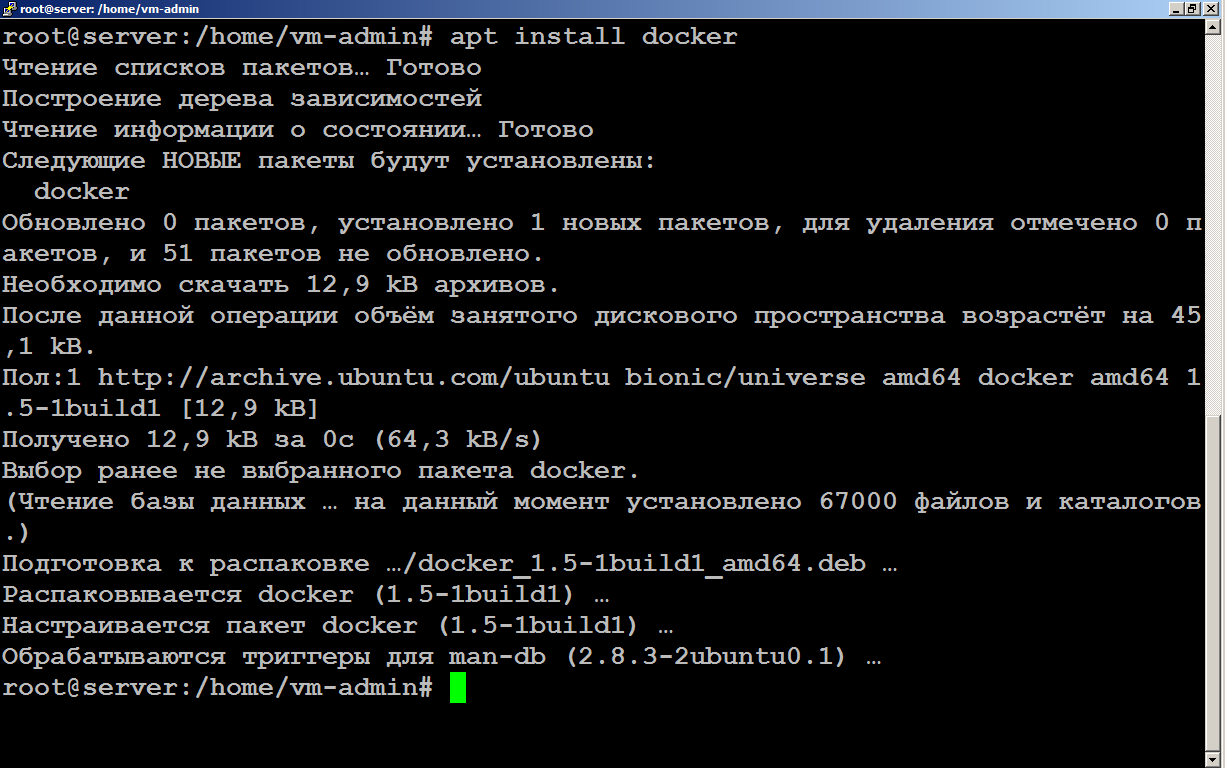 root@server: /home/vm-admin
root@server:/home/vm-admin# apt install docker
Чтение списков пакетов… Готово
Построение дерева зависимостей
Чтение информации о состоянии… Готово
Следующие НОВЫЕ пакеты будут установлены:
  docker
Обновлено 0 пакетов, установлено 1 новых пакетов, для удаления отмечено 0 п
акетов, и 51 пакетов не обновлено.
Необходимо скачать 12,9 kB архивов.
После данной операции объём занятого дискового пространства возрастёт на 45
,1 kB.
Пол:1 http://archive.ubuntu.com/ubuntu bionic/universe amd64 docker amd64 1
.5-1build1 [12,9 kB]
Получено 12,9 kB за 0с (64,3 kB/s)
Выбор ранее не выбранного пакета docker.
(Чтение базы данных … на данный момент установлено 67000 файлов и каталогов
.)
Подготовка к распаковке …/docker_1.5-1build1_amd64.deb …
Распаковывается docker (1.5-1build1) …
Настраивается пакет docker (1.5-1build1) …
Обрабатываются триггеры для man-db (2.8.3-2ubuntu0.1) …
root@server:/home/vm-admin#